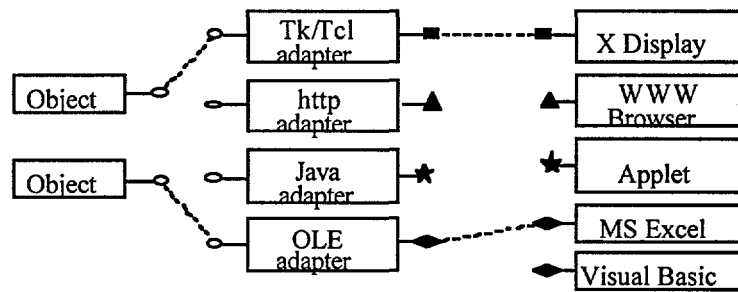 Tk/Tcl
adapter
X Display
Object
http
adapter
WWW
Browser
Object
Java
adapter
Applet
OLE
adapter
MS Excel
Visual Basic